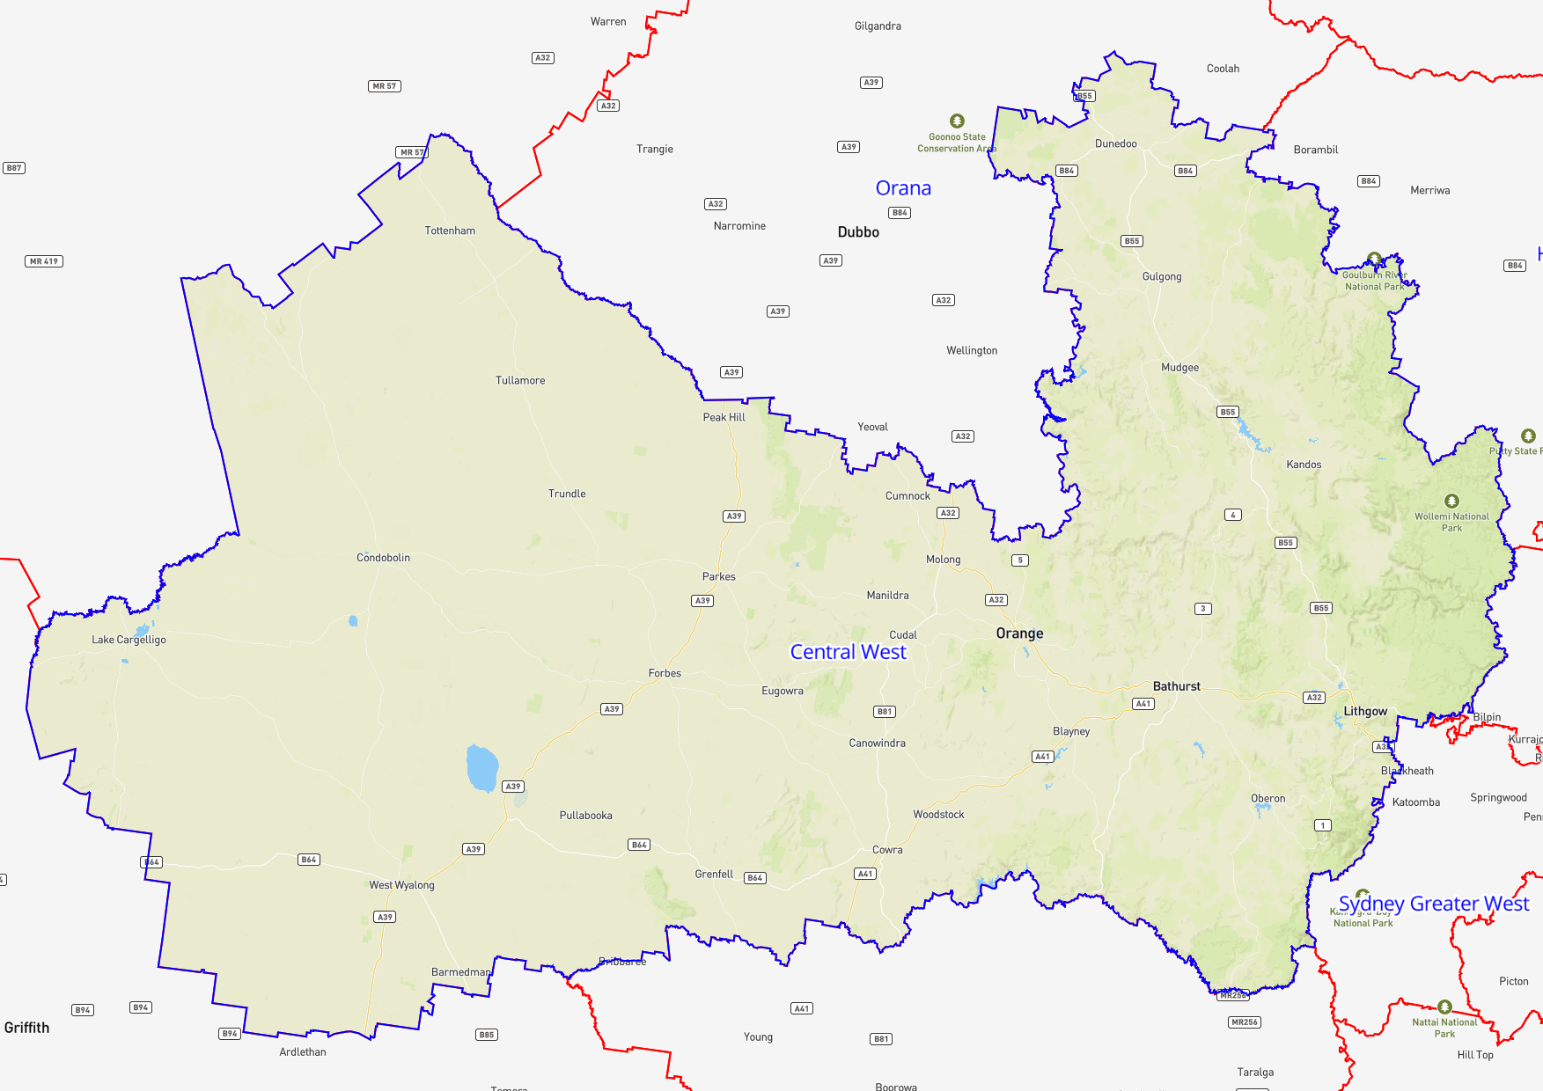 Warren
Gilgandra
A32
Coolah
A39
MR 57
B55
A32
Goonoo State
Conservation Area
Dunedoo
A39
Trangie
Borambil
MR 57
B87
B84
B84
B84
Orana
Merriwa
A32
B84
Narromine
Dubbo
Tottenham
B55
MR 419
A39
B84
Gulgong
Goulburn River
National Park
A32
A39
Wellington
Mudgee
A39
Tullamore
B55
Peak Hill
Yeoval
A32
Kandos
Trundle
Cumnock
Wollemi National
Park
A39
A32
4
B55
Condobolin
Molong
5
Parkes
Manildra
A39
A32
3
B55
Lake Cargelligo
Cudal
Orange
Central West
Forbes
Eugowra
Bathurst
A32
A41
A39
B81
Lithgow
Bilpin
Blayney
Canowindra
A41
Blackheath
A39
Oberon
Katoomba
Springwood
Pullabooka
Woodstock
1
A39
B64
Cowra
B64
B64
Grenfell
B64
A41
West Wyalong
A39
Sydney Greater West
National Park
Bribbaree
Barmedman
Picton
MR256
B94
B94
A41
Nattai National
Park
Griffith
B94
B85
Young
B81
MR256
Ardlethan
Hill Top
Taralga
Temora
Boorowa